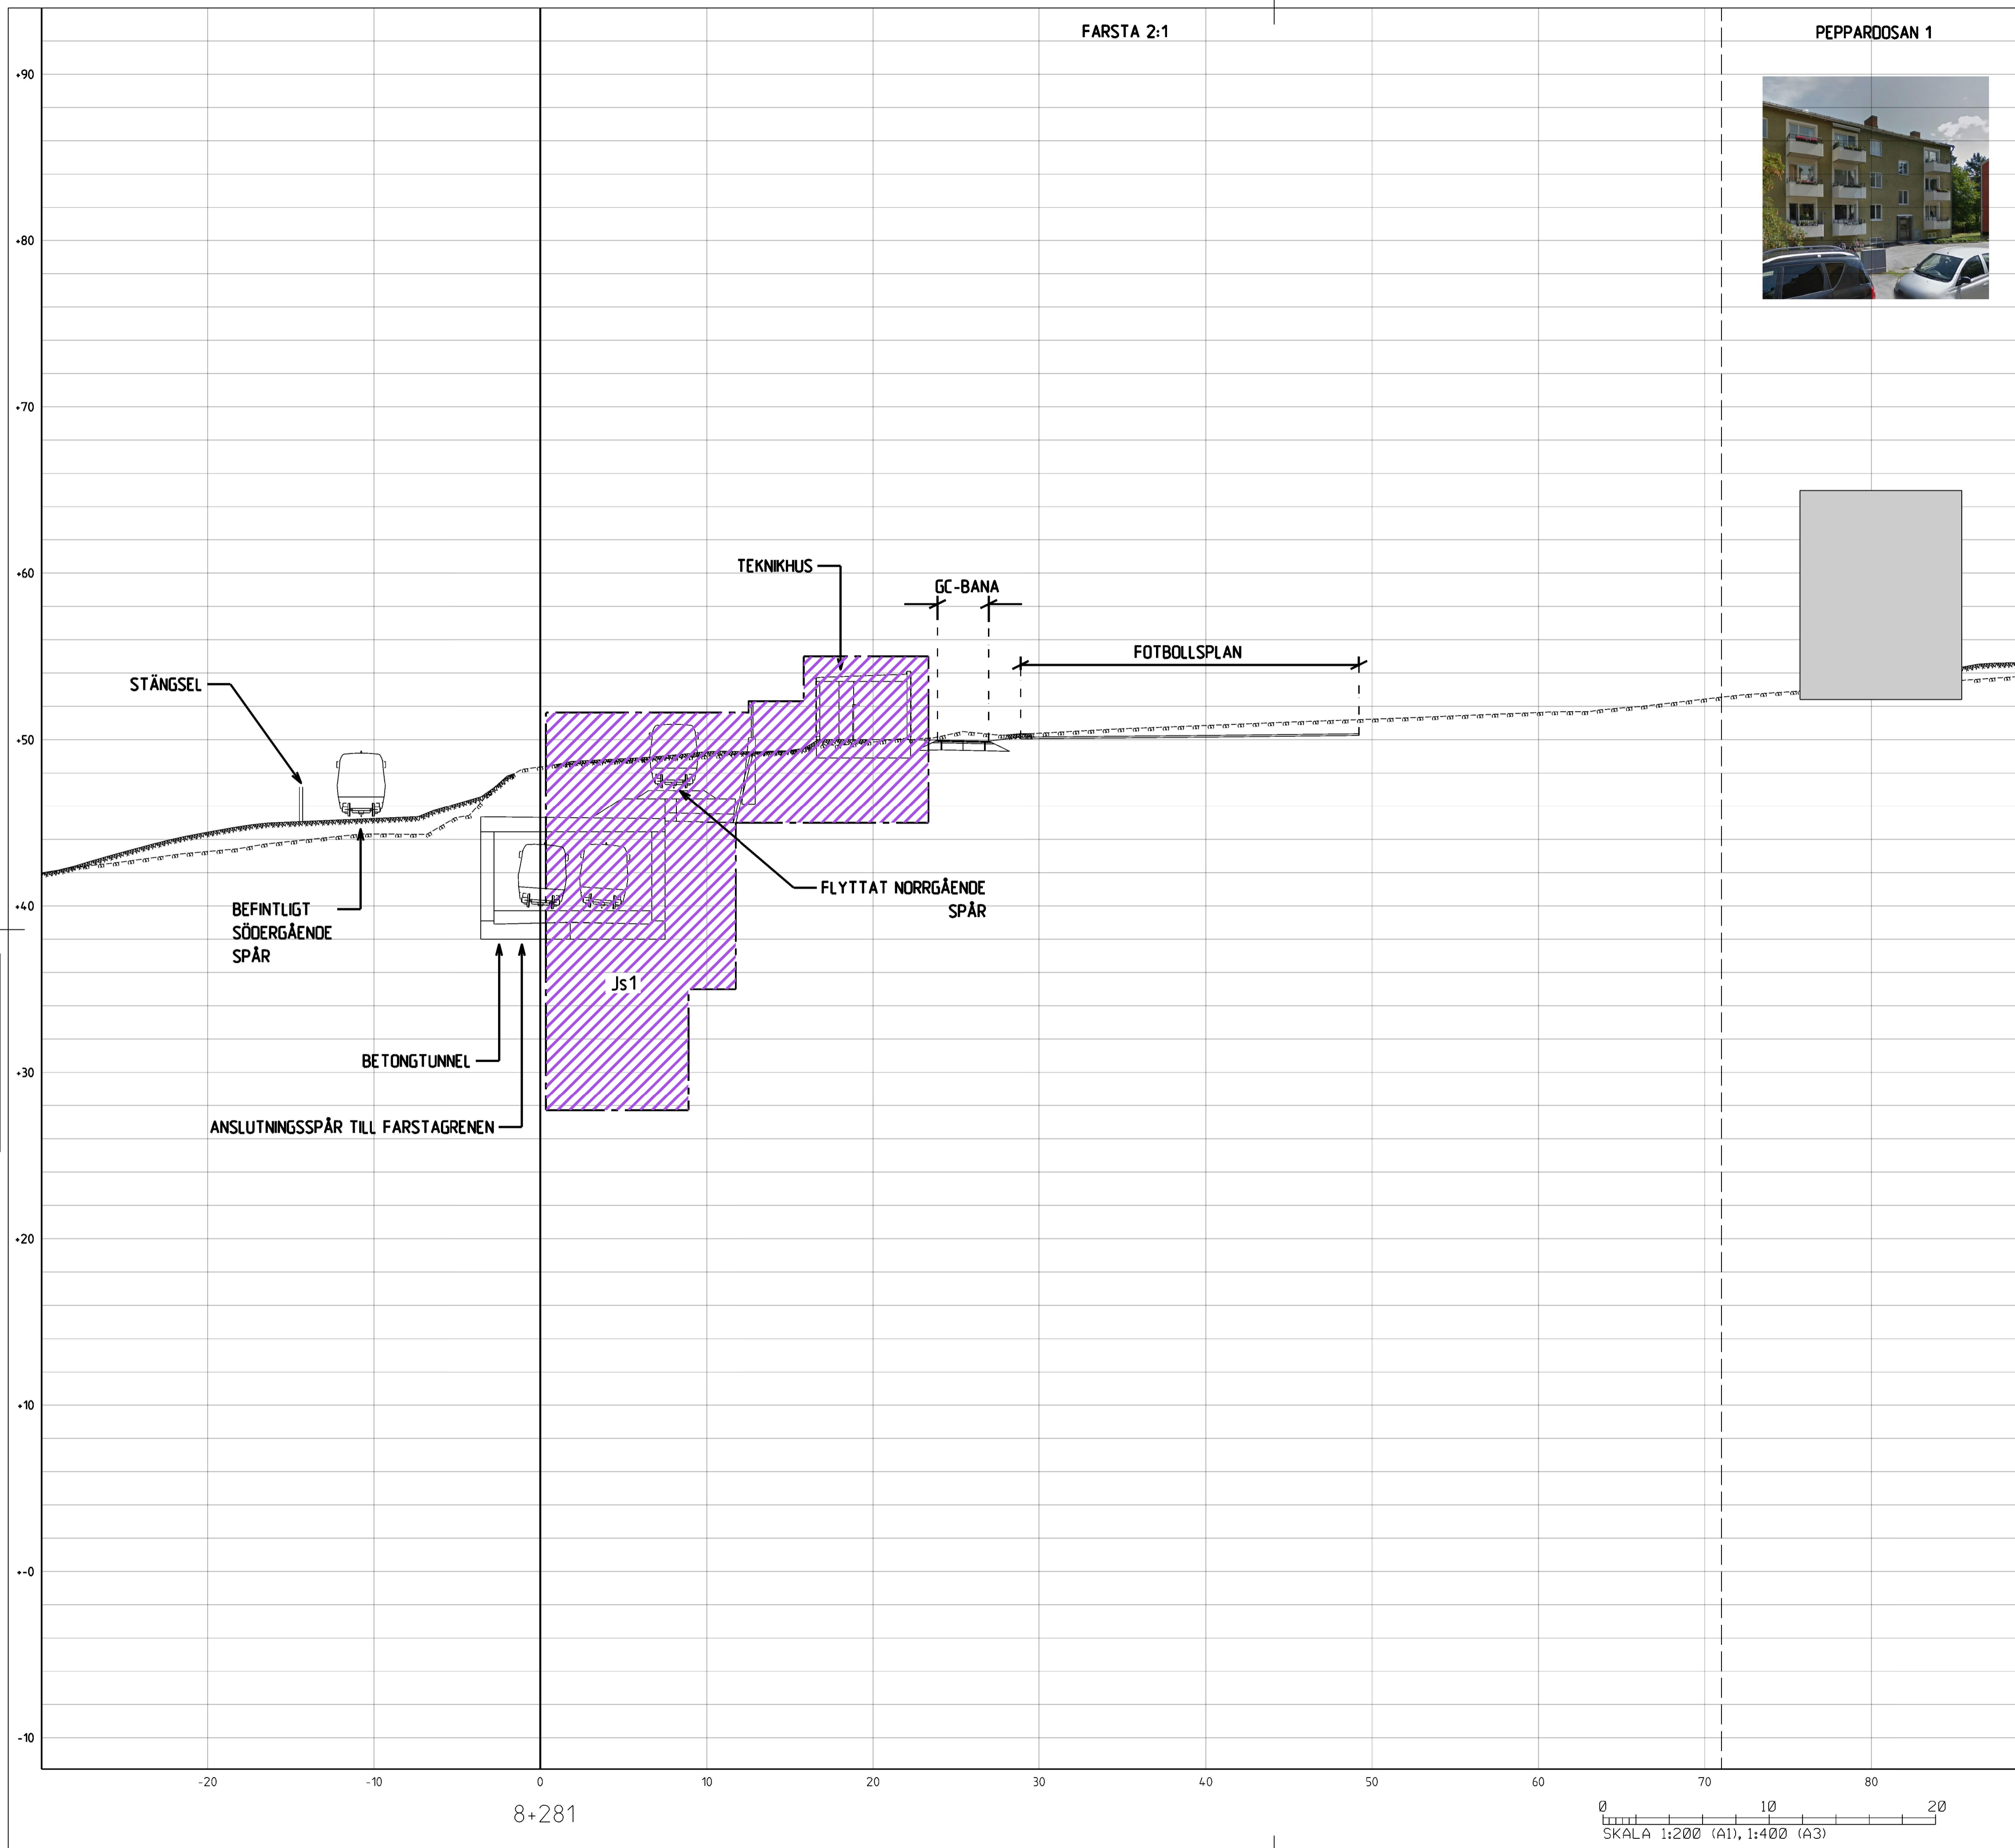 FARSTA 2:1
PEPPARDOSAN 1
+90
+80
+70
+60
TEKNIKHUS
GC-BANA
FOTBOLLSPLAN
+50
STÄNGSEL
+40
FLYTTAT NORRGÅENDE
SPÅR
BEFINTLIGT
SÖDERGÅENDE
SPÅR
Js1
BETONGTUNNEL
+30
ANSLUTNINGSSPÅR TILL FARSTAGRENEN
+20
+10
+-0
-10
-20 -10 0 10 20 30 40 50 60 70 80
8+281
0 10 20
SKALA 1:200 (A1), 1:400 (A3)